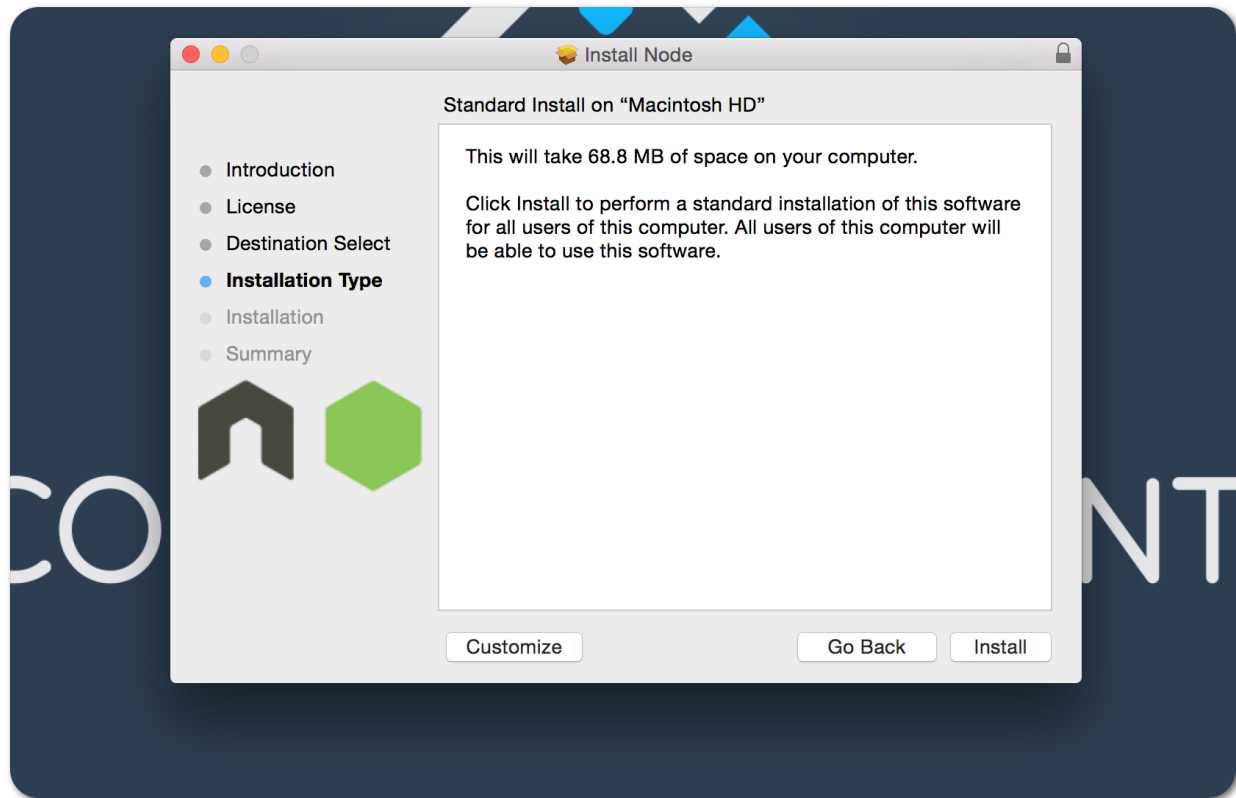 Install Node
Standard Install on “Macintosh HD”
Introduction
License
Destination Select
Installation Type
Installation
Summary
This will take 68.8 MB of space on your computer.
Click Install to perform a standard installation of this software
for all users of this computer. All users of this computer will
be able to use this software.
CO
NT
Customize
Go Back
Install